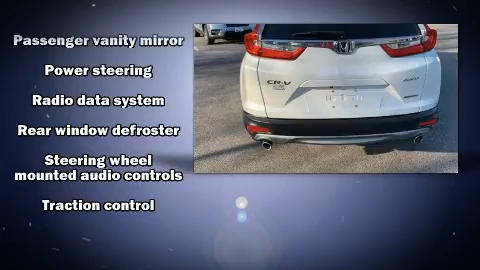 Passenger vanity mirror
Power steering
Radio data system
Rear window defroster
Steering wheel
mounted audio controls
Traction control
CR-V